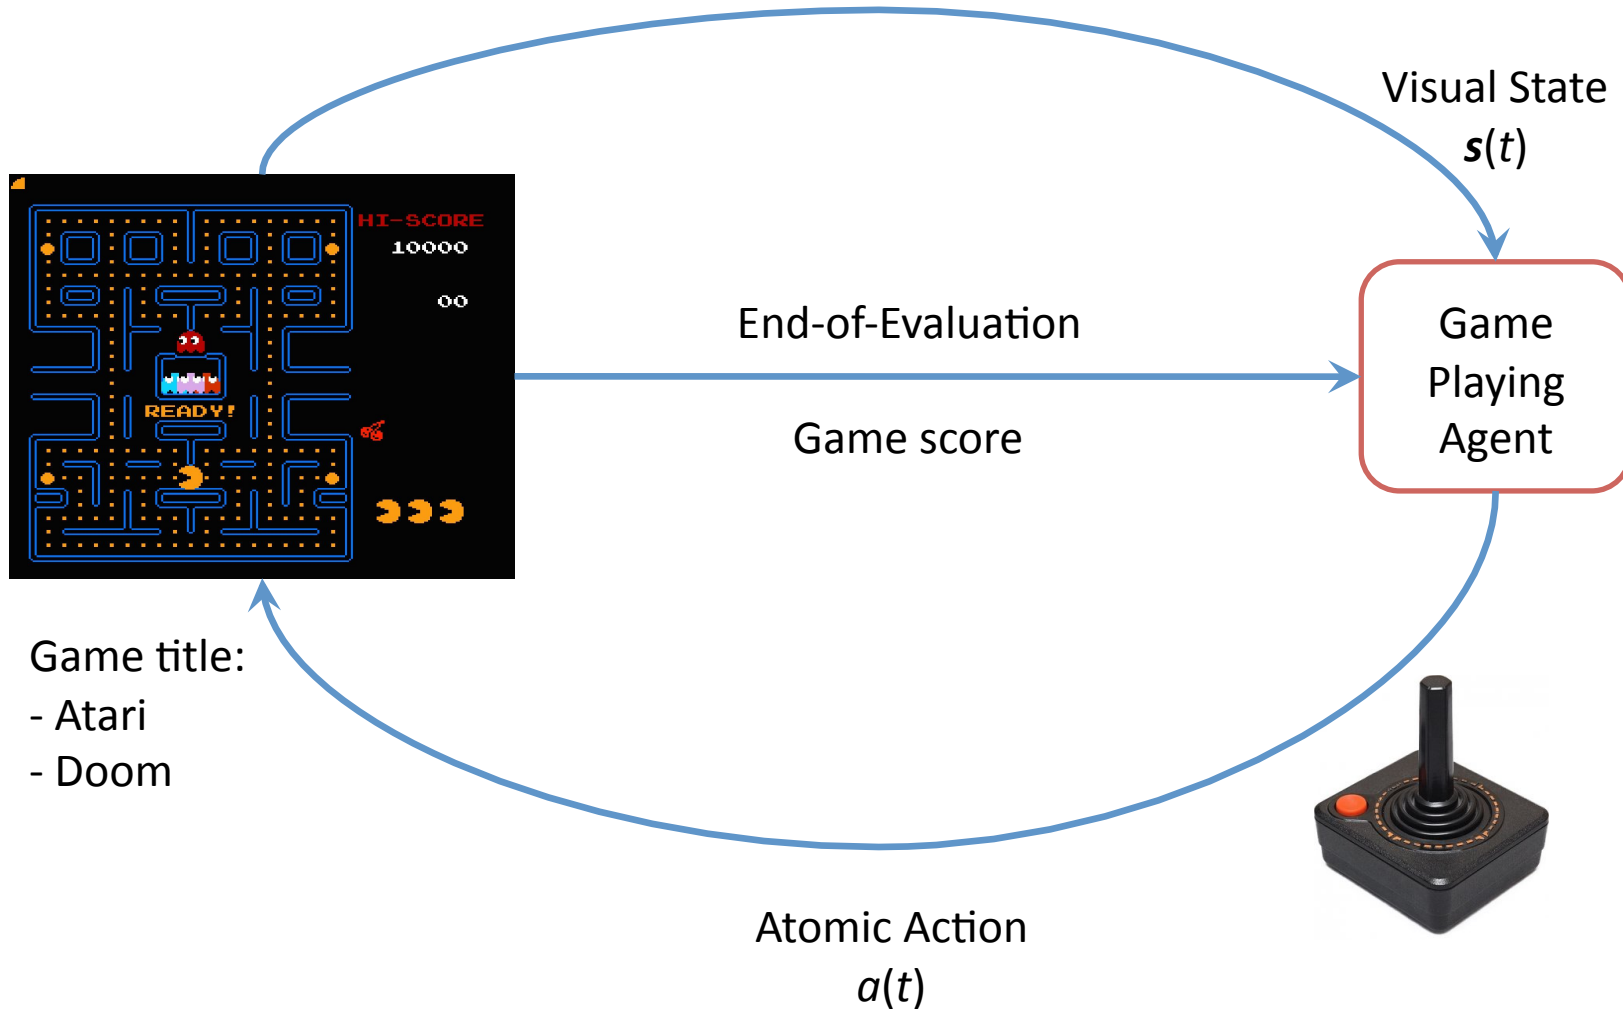 Visual State
s(t)
HI-SCORE
10000
00
READY!
End-of-Evaluation
Game score
Game
Playing
Agent
Game title:
- Atari
- Doom
Atomic Action
a(t)